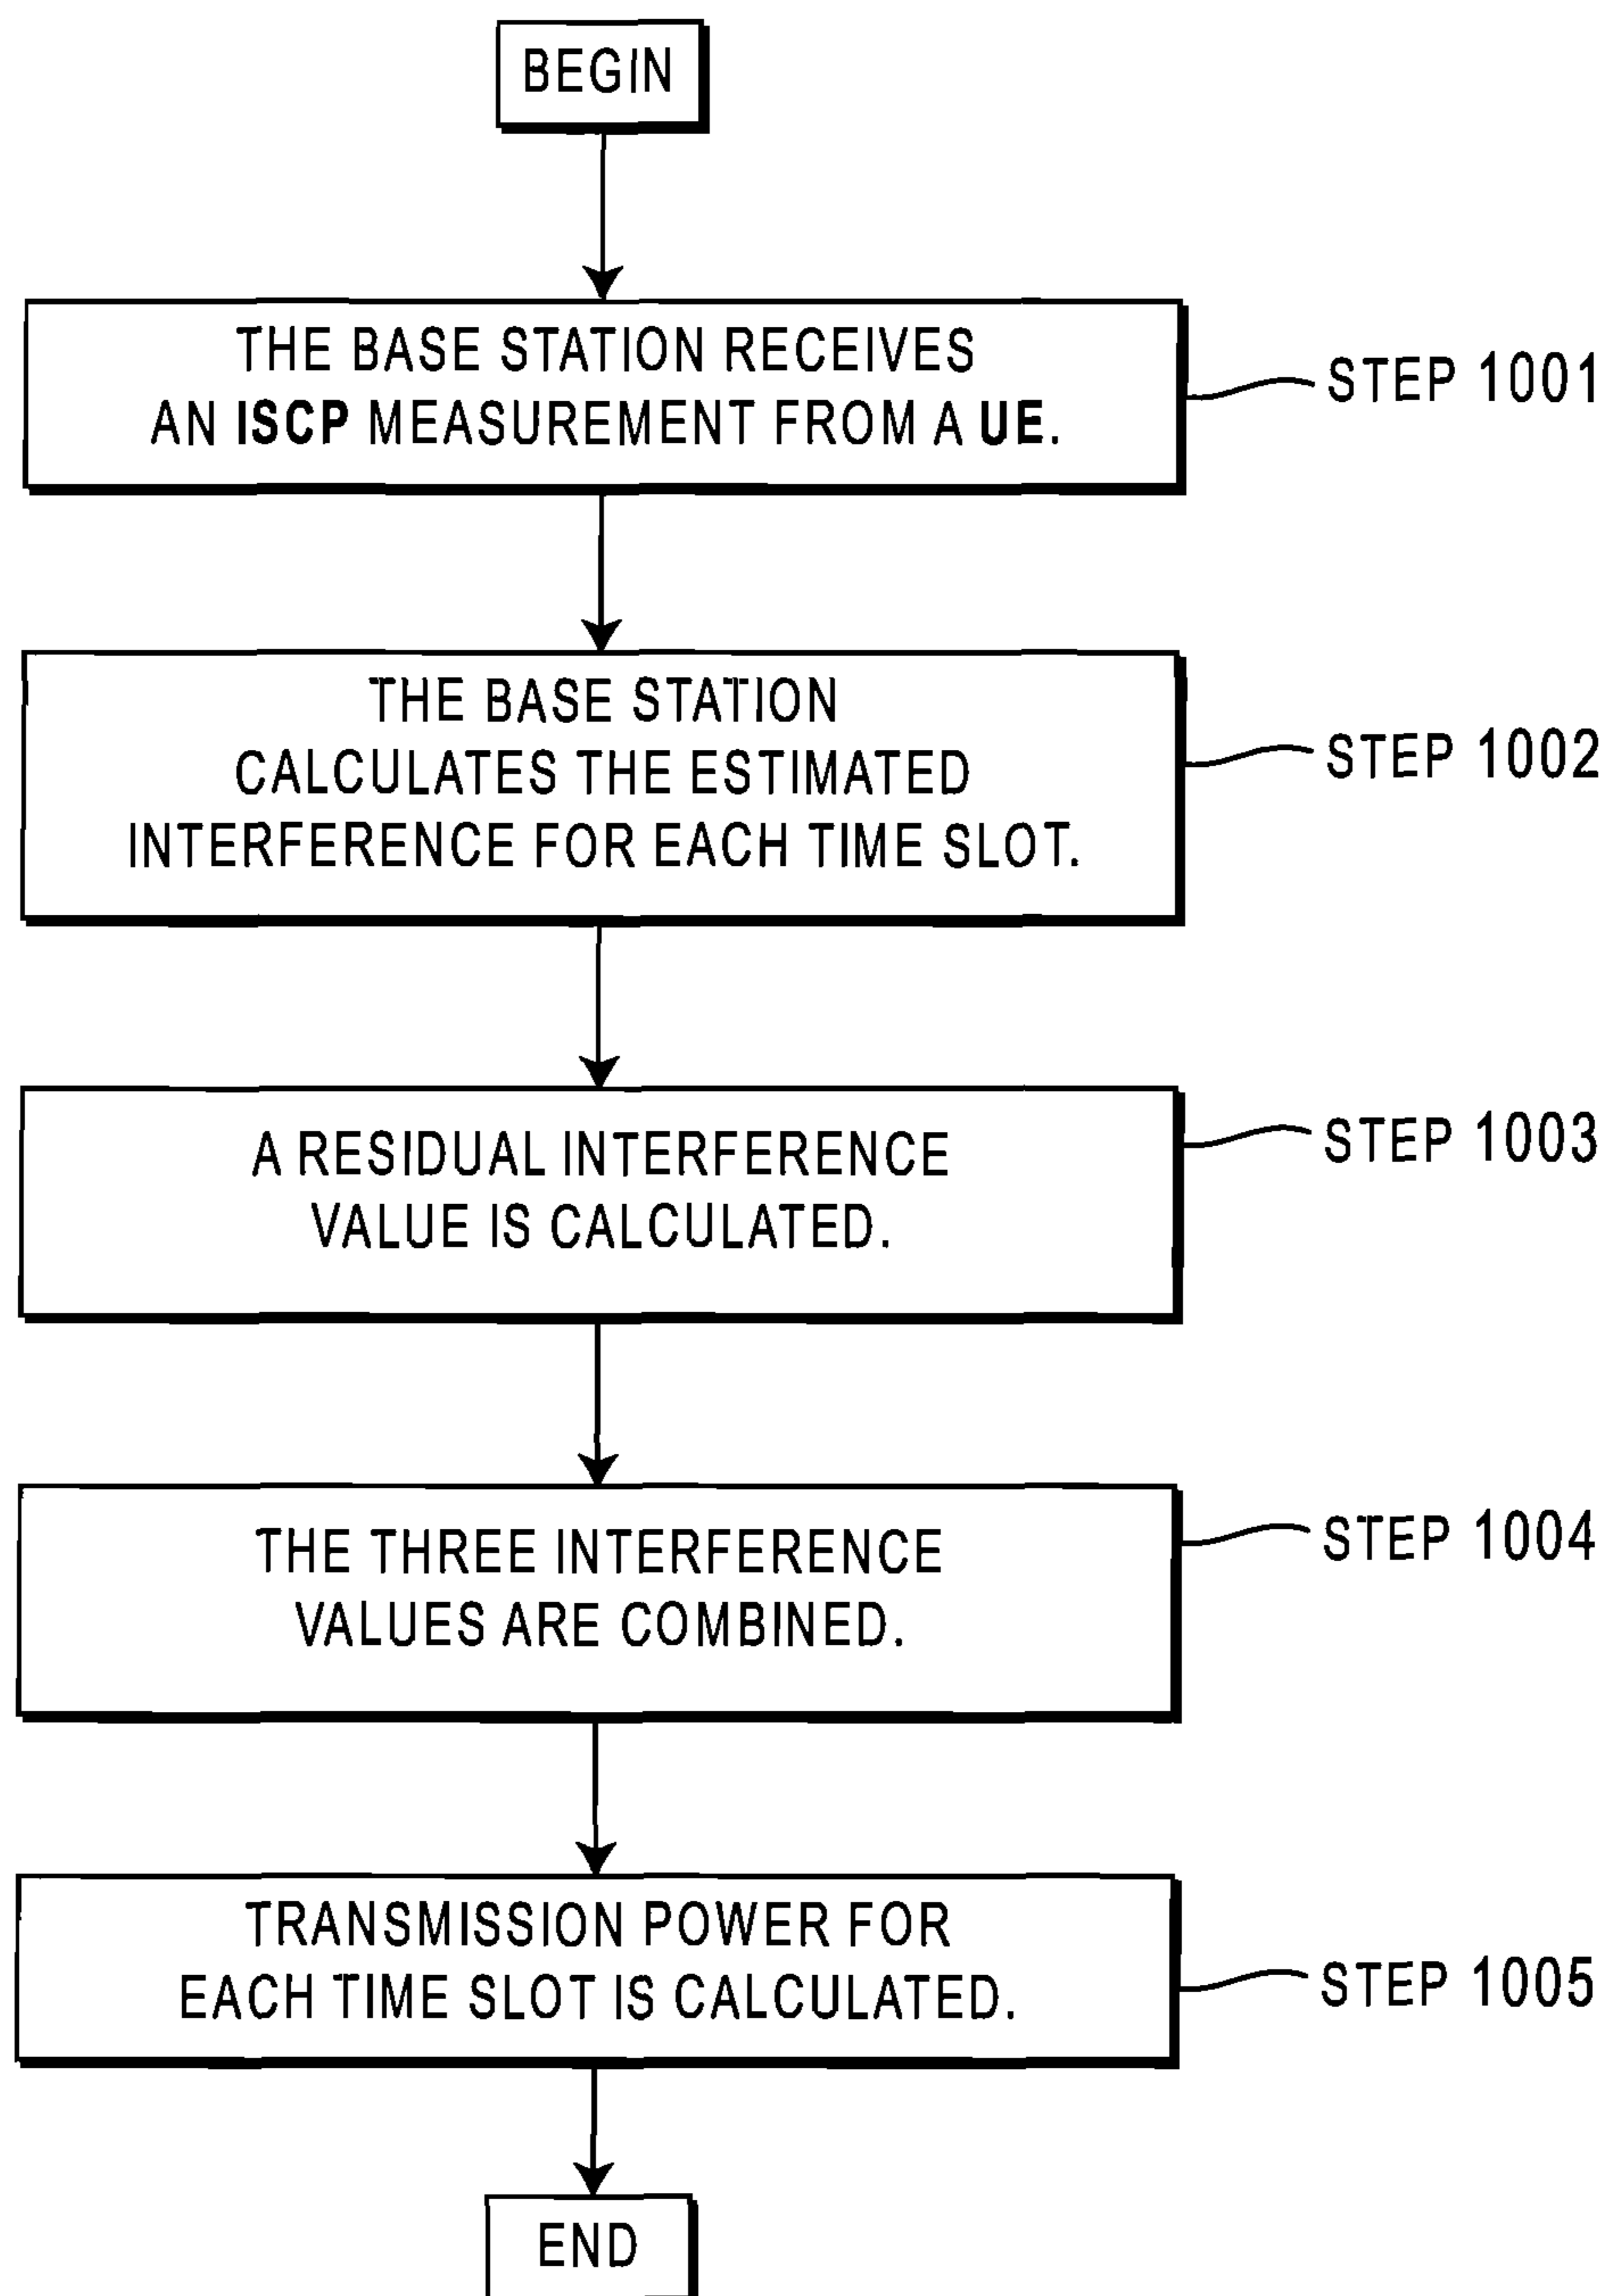 BEGIN
THE BASE STATION RECEIVES
AN ISCP MEASUREMENT FROM A UE.
STEP 1001
THE BASE STATION
CALCULATES THE ESTIMATED
INTERFERENCE FOR EACH TIME SLOT.
STEP 1002
A RESIDUAL INTERFERENCE
VALUE IS CALCULATED.
STEP 1003
THE THREE INTERFERENCE
VALUES ARE COMBINED.
STEP 1004
TRANSMISSION POWER FOR
EACH TIME SLOT IS CALCULATED.
STEP 1005
END